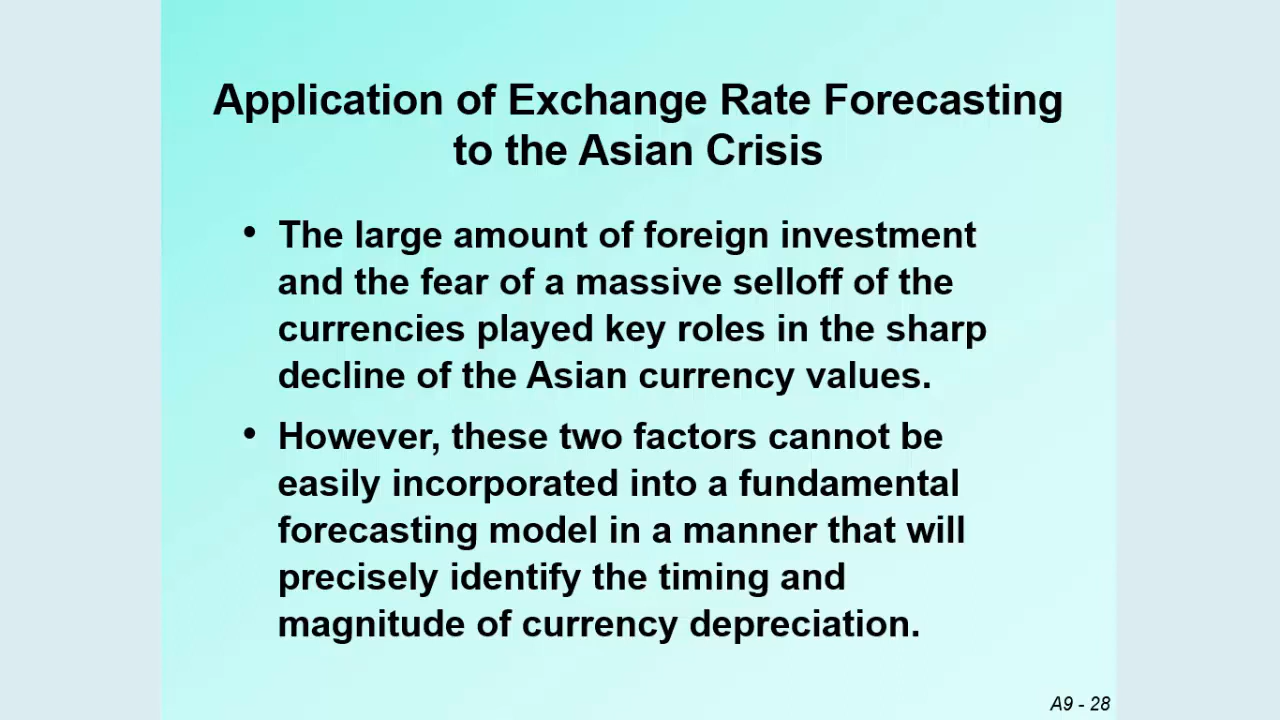 Application of Exchange Rate Forecasting
to the Asian Crisis
• The large amount of foreign investment
and the fear of a massive selloff of the
currencies played key roles in the sharp
decline of the Asian currency values.
• However, these two factors cannot be
easily incorporated into a fundamental
forecasting model in a manner that will
precisely identify the timing and
magnitude of currency depreciation.
A9 - 28